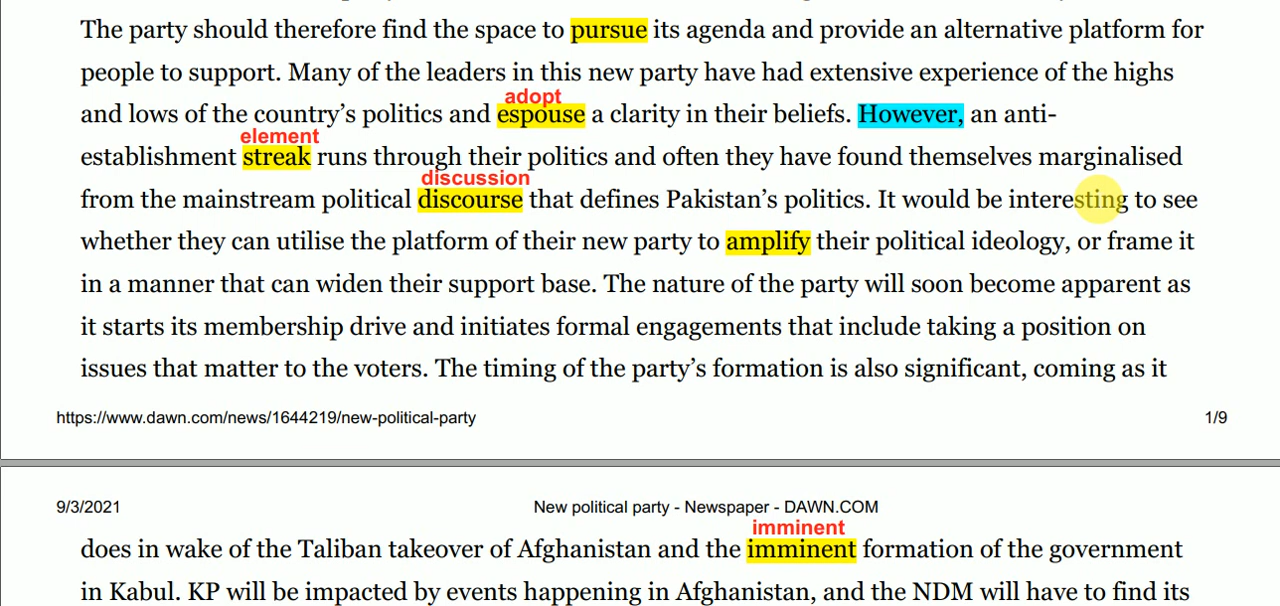 The party should therefore find the space to pursue its agenda and provide an alternative platform for
people to support. Many of the leaders in this new party have had extensive experience of the highs
adopt
and lows of the country's politics and espouse a clarity in their beliefs. However, an anti-
element
establishment streak runs through their politics and often they have found themselves marginalised
discussion
from the mainstream political discourse that defines Pakistan's politics. It would be interesting to see
whether they can utilise the platform of their new party to amplify their political ideology, or frame it
in a manner that can widen their support base. The nature of the party will soon become apparent as
it starts its membership drive and initiates formal engagements that include taking a position on
issues that matter to the voters. The timing of the party's formation is also significant, coming as it
https://www.dawn.com/news/1644219/new-political-party 1/9
9/3/2021 New political party - Newspaper - DAWN.COM
imminent
does in wake of the Taliban takeover of Afghanistan and the imminent formation of the government
in Kabul. KP will be impacted by events happening in Afghanistan, and the NDM will have to find its